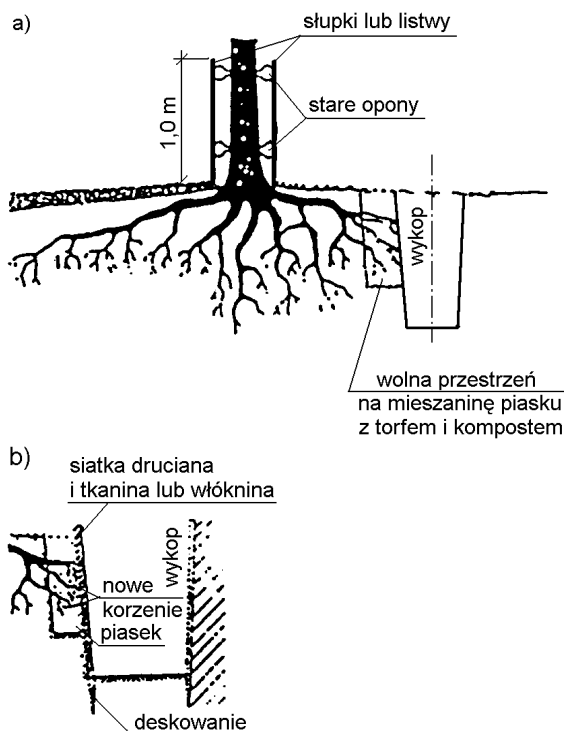 a)
słupki lub listwy
stare opony
1,0 m
wykop
wolna przestrzeń
na mieszaninę piasku
z torfem i kompostem
b)
siatka druciana
i tkanina lub włóknina
wykop
nowe
korzenie
piasek
deskowanie